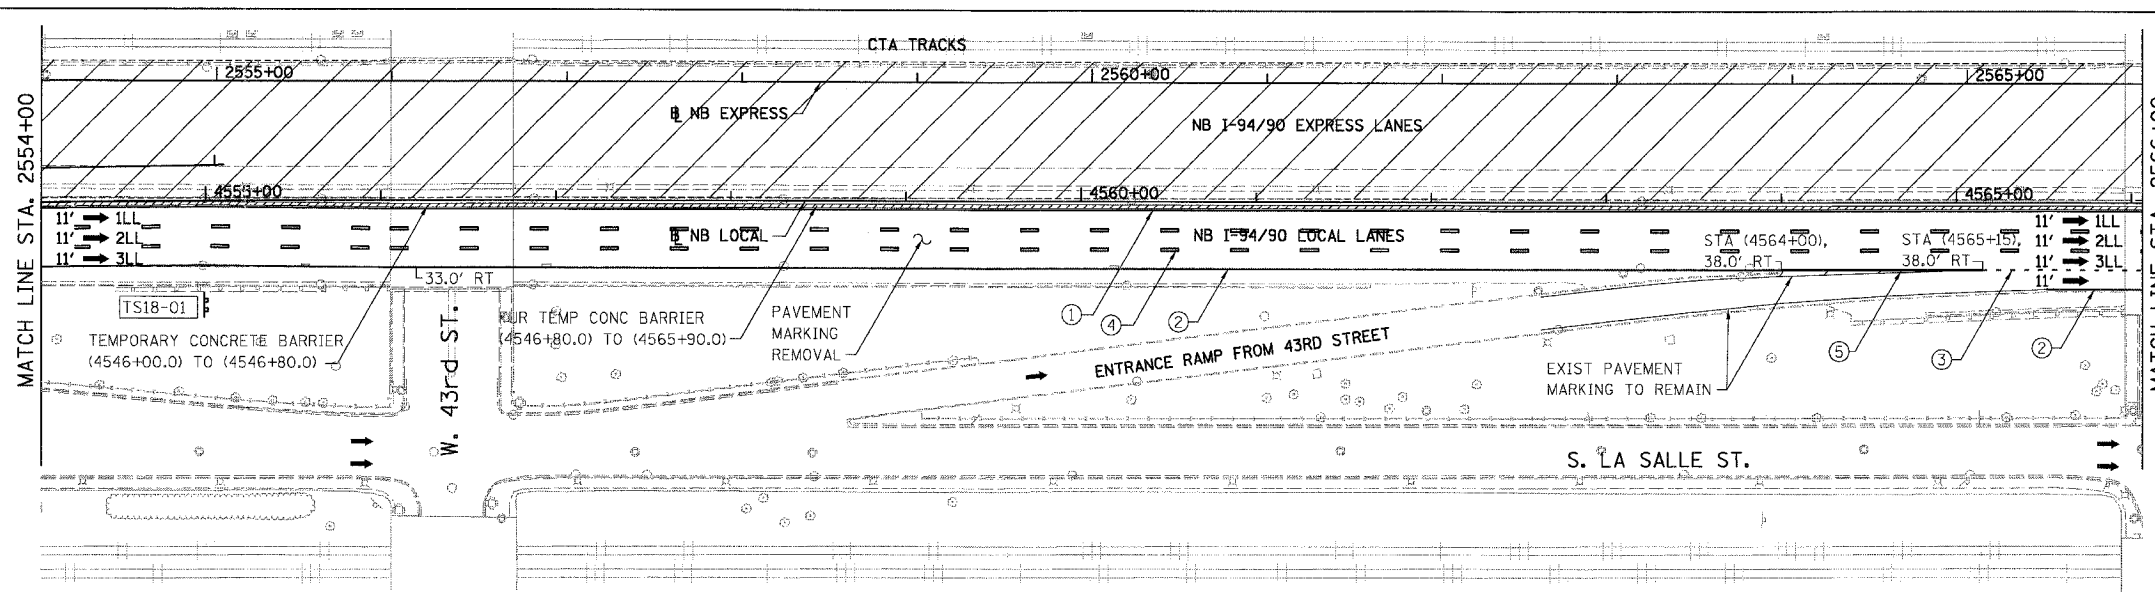 CTA TRACKS
2555+00
2560+00
2565+00
MATCH LINE STA. 2554+00
NB EXPRESS
NB I-94/90 EXPRESS LANES
4555+00
4560+00
4565+00
11' 1LL
11' 2LL
11' 3LL
NB LOCAL
NB I-94/90 LOCAL LANES
STA (4564+00),
38.0' RT
STA (4565+15),
38.0' RT
11' 1LL
11' 2LL
11' 3LL
11'
33.0' RT
TS18-01
TEMPORARY CONCRETE BARRIER
(4546+00.0) TO (4546+80.0)
W. 43rd ST.
TEMP CONC BARRIER
(4546+80.0) TO (4565+90.0)
PAVEMENT
MARKING
REMOVAL
1
4
2
ENTRANCE RAMP FROM 43RD STREET
EXIST PAVEMENT
MARKING TO REMAIN
5
3
2
S. LA SALLE ST.